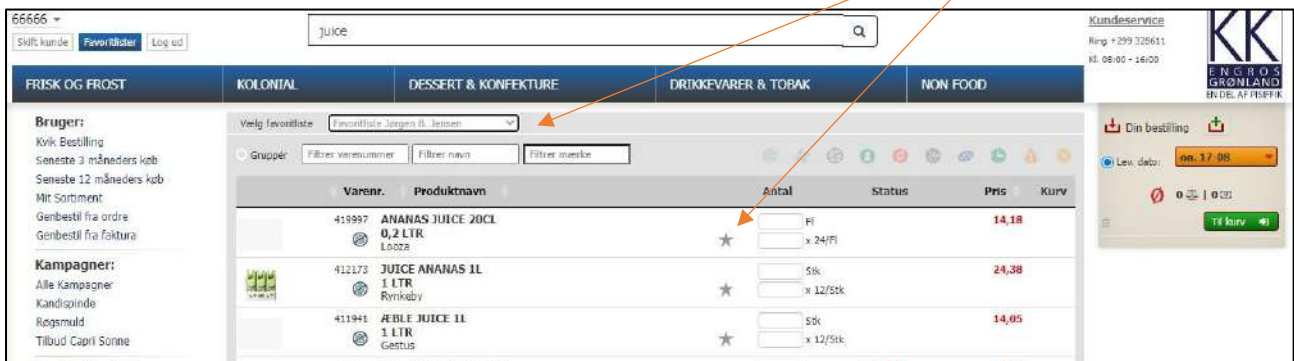 66666
Skift kunde Favoritlister Log ud
juice
Kundeservice
Ring +299 328611
Kl. 08:00 - 16:00
KK
ENGROS
GRØNLAND
EN DEL AF PISIFFIK
FRISK OG FROST KOLONIAL DESSERT & KONFEKTURE DRIKKEVARER & TOBAK NON FOOD
Bruger:
Kvik Bestilling
Seneste 3 måneders køb
Seneste 12 måneders køb
Mit Sortiment
Genbestil fra ordre
Genbestil fra faktura
Kampagner:
Alle Kampagner
Kandispinde
Røgsmuld
Tilbud Capri Sonne
Vælg favoritliste Favoritliste Jørgen B. Jensen
Gruppér Filtrer varenummer Filtrer navn Filtrer mærke
Varenr. Produktnavn Antal Status Pris Kurv
419997 ANANAS JUICE 20CL Fl 14,18
0,2 LTR x 24/Fl
Looza
412173 JUICE ANANAS 1L Stk 24,38
1 LTR x 12/Stk
Rynkeby
411941 ÆBLE JUICE 1L Stk 14,05
1 LTR x 12/Stk
Gestus
Din bestilling
Lev. dato: on. 17-08
0 | 0
Til kurv